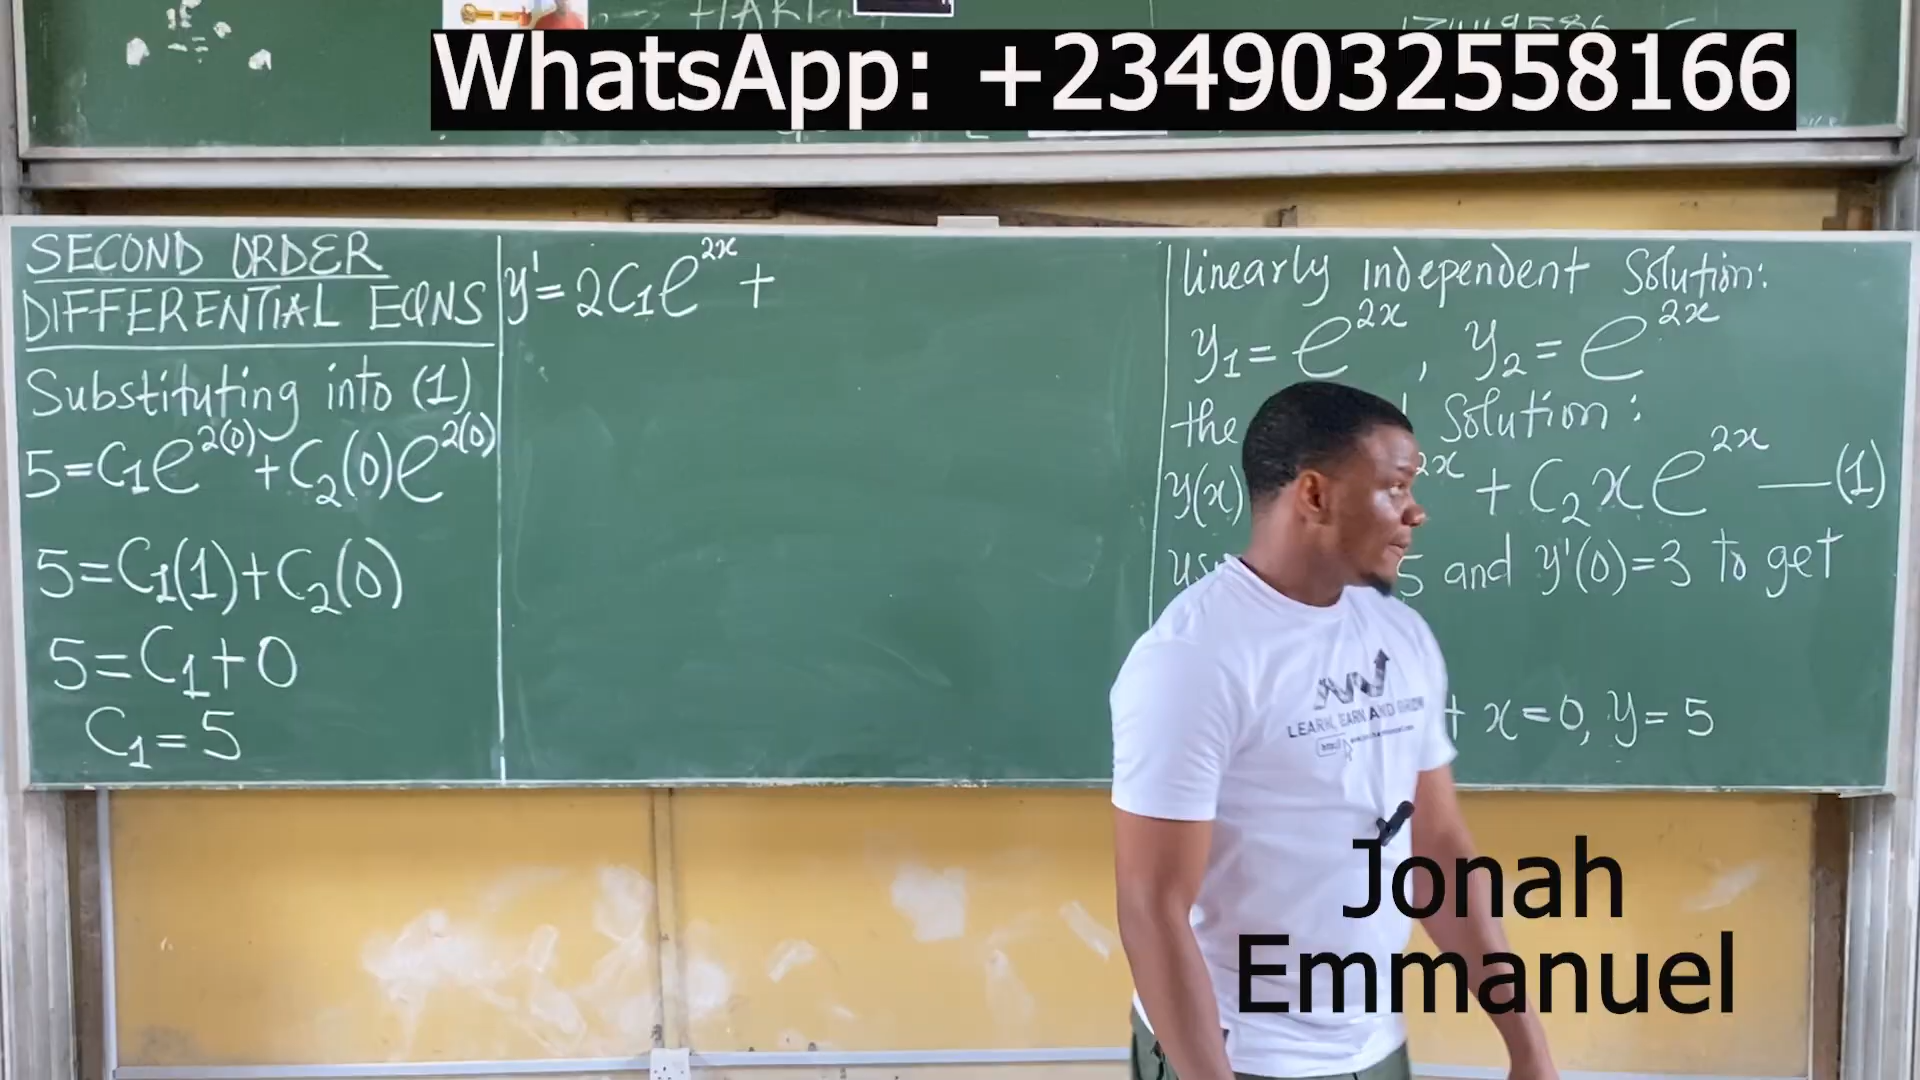 WhatsApp: +2349032558166
SECOND ORDER
DIFFERENTIAL EQNS
Substituting into (1)
5=C₁e^2(0)+C₂(0)e^2(0)
5=C₁(1)+C₂(0)
5=C₁+0
C₁=5
y'=2C₁e^2x+
linearly independent Solution:
y₁=e^2x, y₂=e^2x
the Solution:
y(x) 2x+C₂xe^2x—(1)
5 and y'(0)=3 to get
x=0, y=5
LEARN, EARN AND GROW
Jonah
Emmanuel